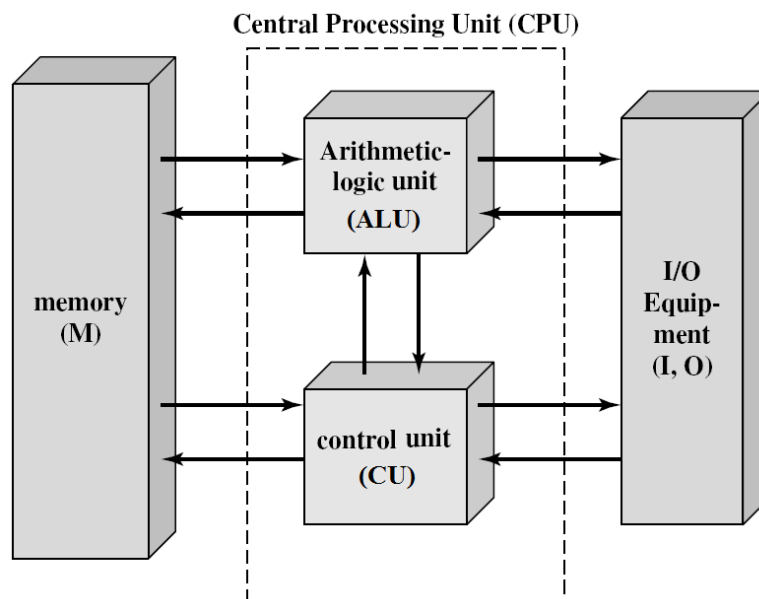 Central Processing Unit (CPU)
Arithmetic-
logic unit
(ALU)
memory
(M)
I/O
Equip-
ment
(I, O)
control unit
(CU)